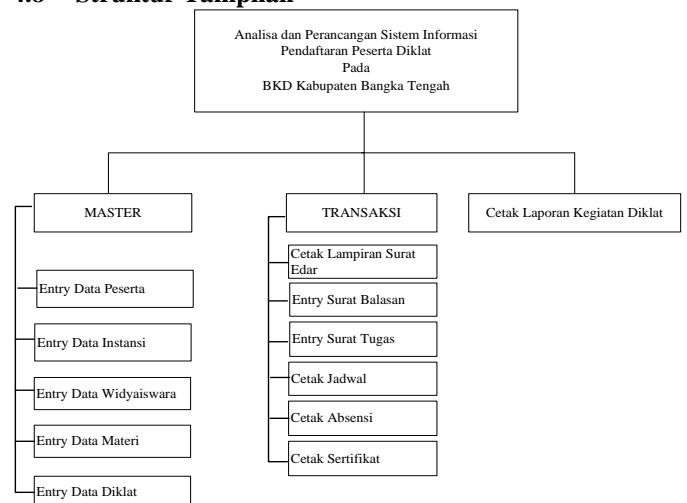 4.8 Struktur Tampilan
Analisa dan Perancangan Sistem Informasi
Pendaftaran Peserta Diklat
Pada
BKD Kabupaten Bangka Tengah
MASTER
Entry Data Peserta
Entry Data Instansi
Entry Data Widyaiswara
Entry Data Materi
Entry Data Diklat
TRANSAKSI
Cetak Lampiran Surat
Edar
Entry Surat Balasan
Entry Surat Tugas
Cetak Jadwal
Cetak Absensi
Cetak Sertifikat
Cetak Laporan Kegiatan Diklat